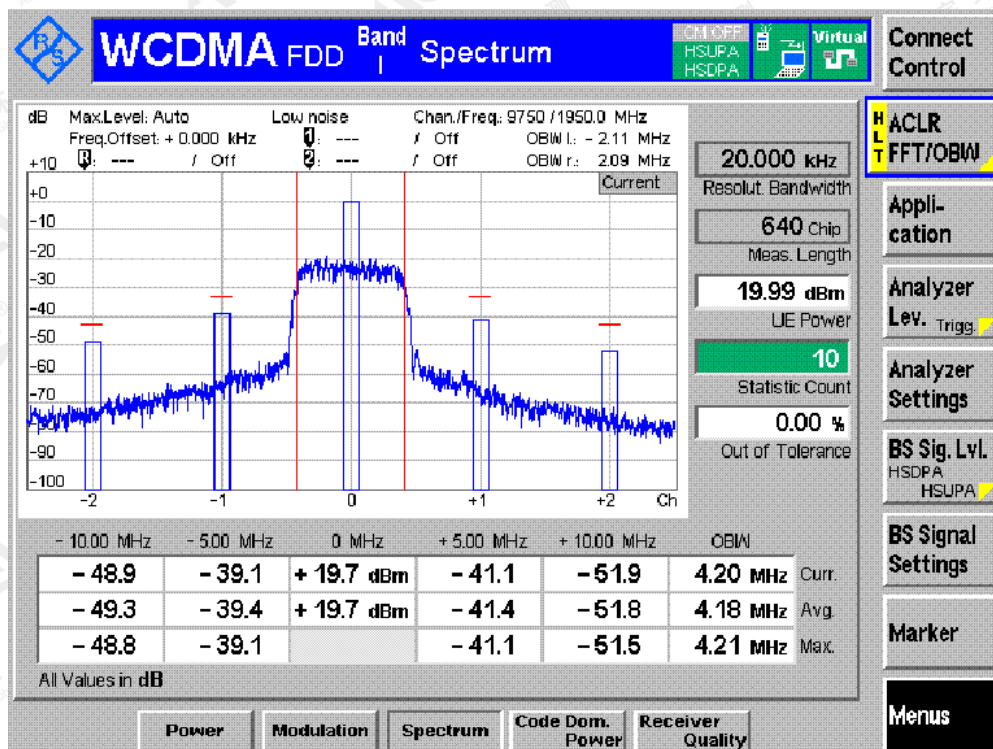 R S
WCDMA FDD Band I Spectrum
CM:OFF
HSUPA
HSDPA
Virtual
Connect
Control
dB Max.Level: Auto Low noise Chan./Freq.: 9750 / 1950.0 MHz
Freq.Offset: + 0.000 kHz 1: --- / Off OBW l.: - 2.11 MHz
+10 R: --- / Off 2: --- / Off OBW r.: 2.09 MHz
Current
+0
-10
-20
-30
-40
-50
-60
-70
-90
-100
-2 -1 0 +1 +2 Ch
20.000 kHz
Resolut. Bandwidth
640 Chip
Meas. Length
19.99 dBm
UE Power
10
Statistic Count
0.00 %
Out of Tolerance
- 10.00 MHz - 5.00 MHz 0 MHz + 5.00 MHz + 10.00 MHz OBW
- 48.9 - 39.1 + 19.7 dBm - 41.1 - 51.9 4.20 MHz Curr.
- 49.3 - 39.4 + 19.7 dBm - 41.4 - 51.8 4.18 MHz Avg.
- 48.8 - 39.1 - 41.1 - 51.5 4.21 MHz Max.
All Values in dB
HLT
ACLR
FFT/OBW
Appli-
cation
Analyzer
Lev. Trigg.
Analyzer
Settings
BS Sig. Lvl.
HSDPA
HSUPA
BS Signal
Settings
Marker
Menus
Power
Modulation
Spectrum
Code Dom.
Power
Receiver
Quality